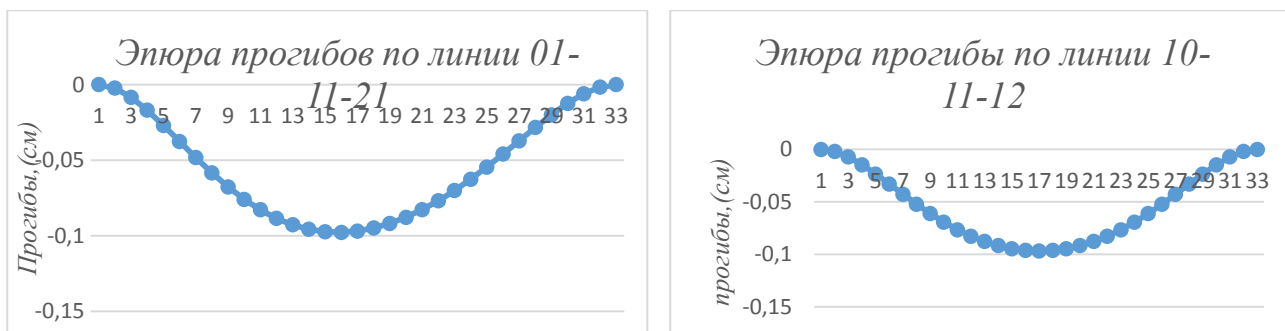 Эпюра прогибов по линии 01-
11-21
Прогибы,(см)
0
-0,05
-0,1
-0,15
1 3 5 7 9 11 13 15 17 19 21 23 25 27 29 31 33
Эпюра прогибы по линии 10-
11-12
прогибы,(см)
0
-0,05
-0,1
-0,15
1 3 5 7 9 11 13 15 17 19 21 23 25 27 29 31 33